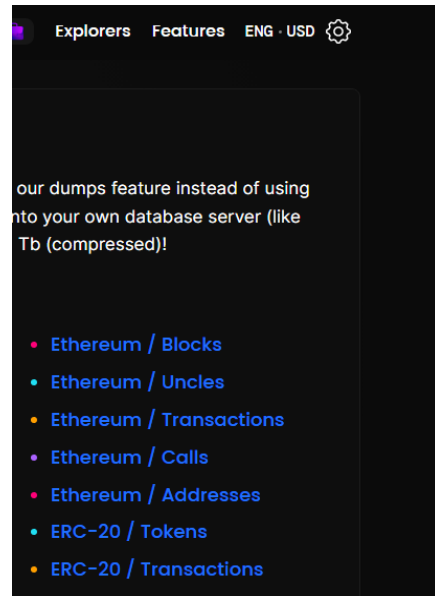 Explorers Features ENG · USD
our dumps feature instead of using
into your own database server (like
Tb (compressed)!
Ethereum / Blocks
Ethereum / Uncles
Ethereum / Transactions
Ethereum / Calls
Ethereum / Addresses
ERC-20 / Tokens
ERC-20 / Transactions